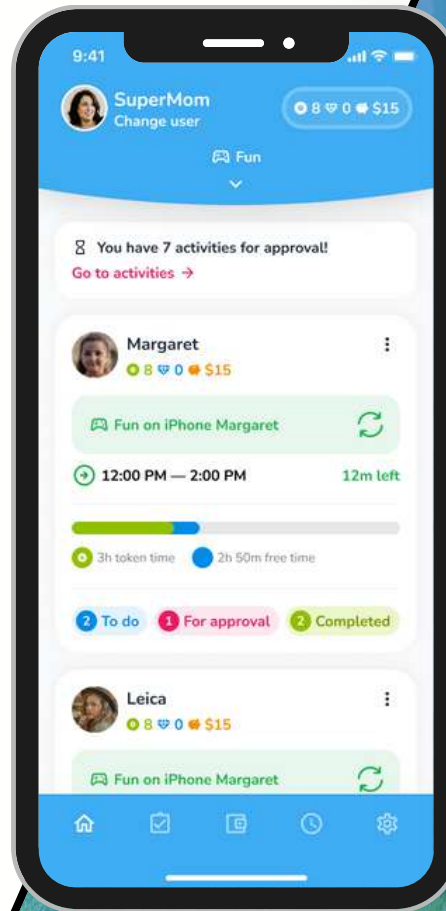 9:41
SuperMom
Change user
8 0 $15
Fun
You have 7 activities for approval!
Go to activities →
Margaret
8 0 $15
Fun on iPhone Margaret
12:00 PM — 2:00 PM 12m left
3h token time 2h 50m free time
2 To do 1 For approval 2 Completed
Leica
8 0 $15
Fun on iPhone Margaret